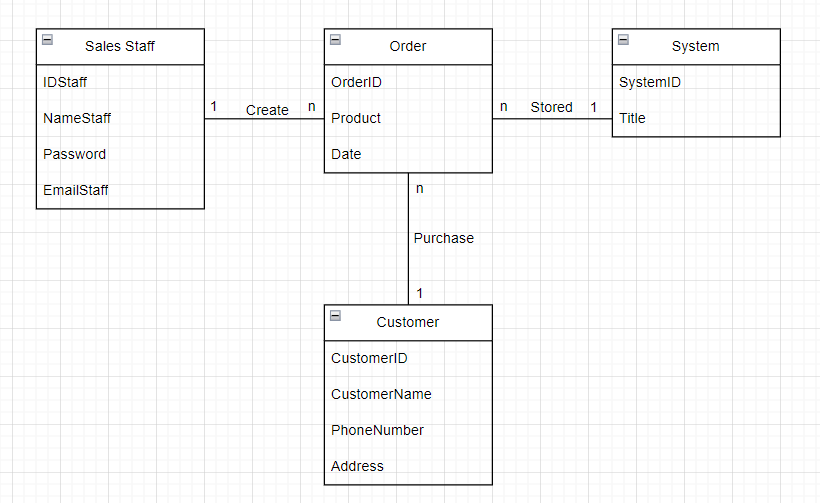 Sales Staff
IDStaff
NameStaff
Password
EmailStaff
1 Create n
Order
OrderID
Product
Date
n Stored 1
System
SystemID
Title
n
Purchase
1
Customer
CustomerID
CustomerName
PhoneNumber
Address